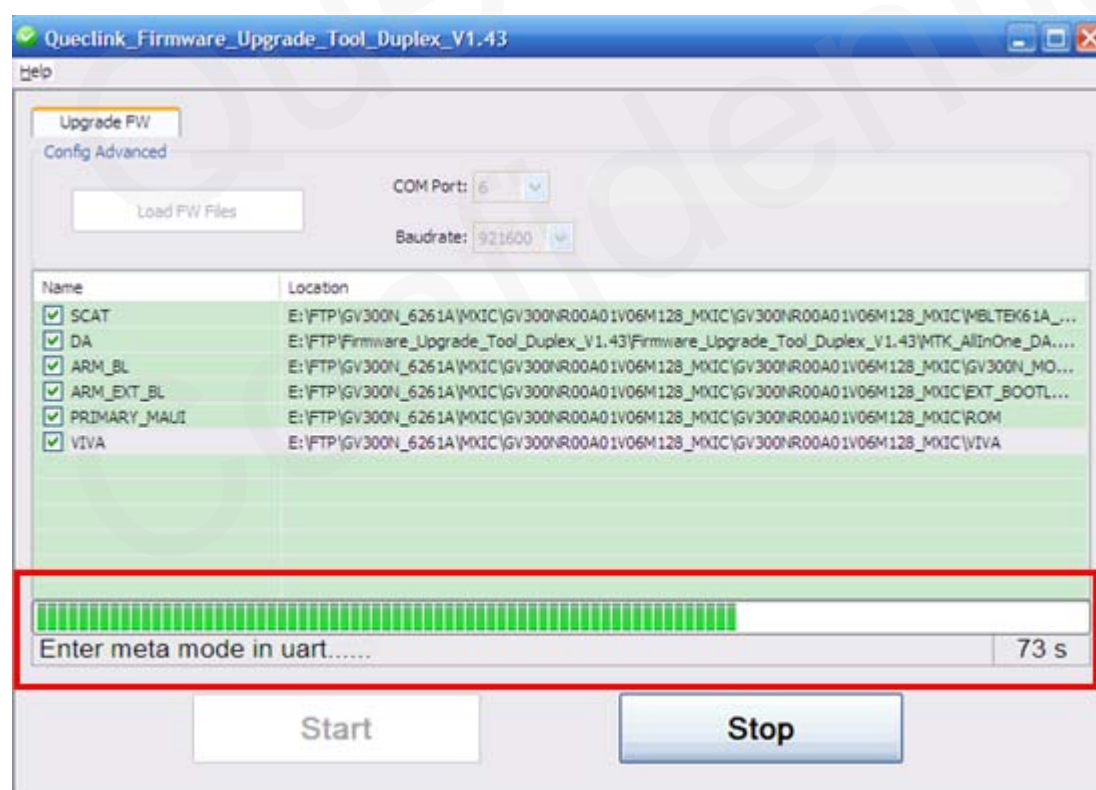 Queclink_Firmware_Upgrade_Tool_Duplex_V1.43
Help
Upgrade FW
Config Advanced
Load FW Files
COM Port: 6
Baudrate: 921600
Name Location
SCAT E:\FTP\GV300N_6261A\MXIC\GV300NR00A01V06M128_MXIC\GV300NR00A01V06M128_MXIC\MBLTEK61A_...
DA E:\FTP\Firmware_Upgrade_Tool_Duplex_V1.43\Firmware_Upgrade_Tool_Duplex_V1.43\MTK_AllInOne_DA....
ARM_BL E:\FTP\GV300N_6261A\MXIC\GV300NR00A01V06M128_MXIC\GV300NR00A01V06M128_MXIC\GV300N_MO...
ARM_EXT_BL E:\FTP\GV300N_6261A\MXIC\GV300NR00A01V06M128_MXIC\GV300NR00A01V06M128_MXIC\EXT_BOOTL...
PRIMARY_MAUI E:\FTP\GV300N_6261A\MXIC\GV300NR00A01V06M128_MXIC\GV300NR00A01V06M128_MXIC\ROM
VIVA E:\FTP\GV300N_6261A\MXIC\GV300NR00A01V06M128_MXIC\GV300NR00A01V06M128_MXIC\VIVA
Enter meta mode in uart...... 73 s
Start Stop